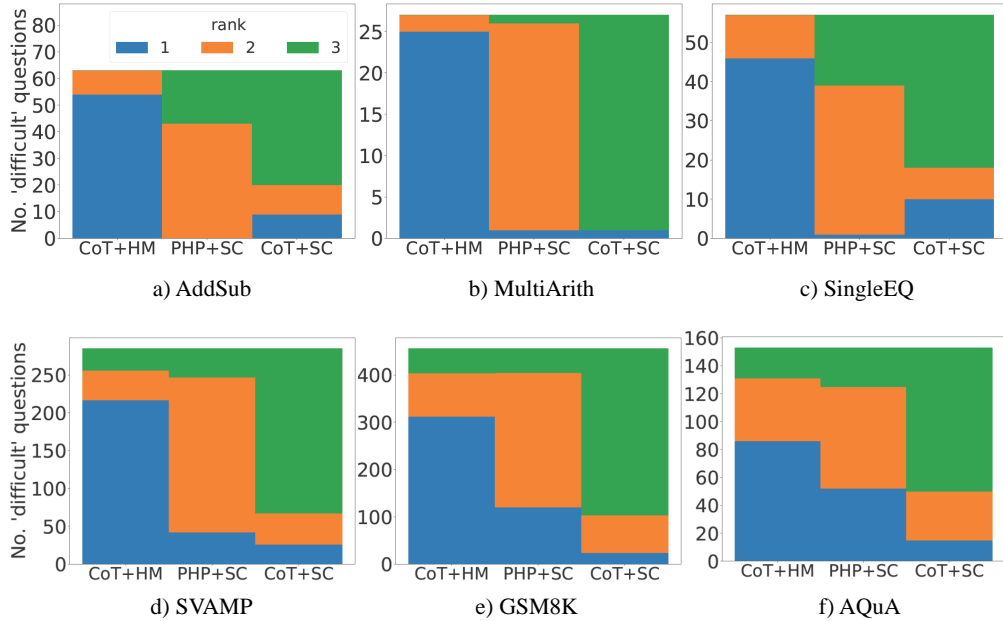 No. 'difficult' questions
80
70
60
50
40
30
20
10
0
rank
1 2 3
CoT+HM PHP+SC CoT+SC
a) AddSub
25
20
15
10
5
0
CoT+HM PHP+SC CoT+SC
b) MultiArith
50
40
30
20
10
0
CoT+HM PHP+SC CoT+SC
c) SingleEQ
No. 'difficult' questions
250
200
150
100
50
0
CoT+HM PHP+SC CoT+SC
d) SVAMP
400
300
200
100
0
CoT+HM PHP+SC CoT+SC
e) GSM8K
160
140
120
100
80
60
40
20
0
CoT+HM PHP+SC CoT+SC
f) AQuA